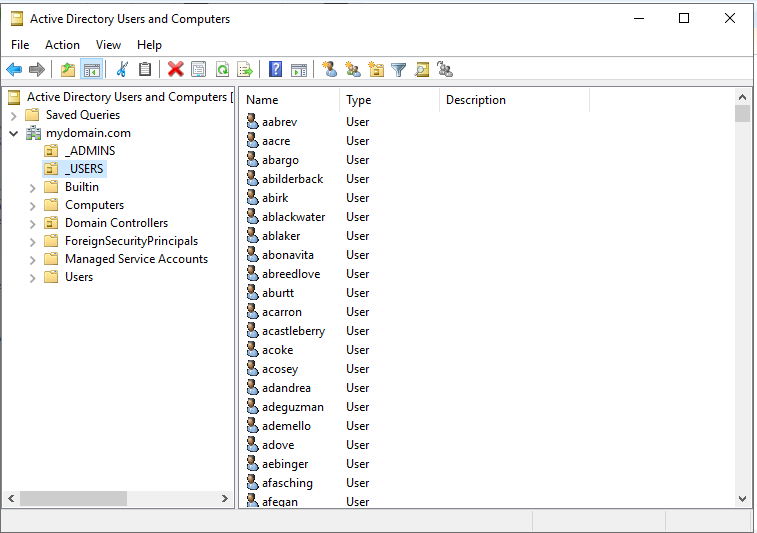 Active Directory Users and Computers
File Action View Help
Active Directory Users and Computers [
Saved Queries
mydomain.com
_ADMINS
_USERS
Builtin
Computers
Domain Controllers
ForeignSecurityPrincipals
Managed Service Accounts
Users
Name Type Description
aabrev User
aacre User
abargo User
abilderback User
abirk User
ablackwater User
ablaker User
abonavita User
abreedlove User
aburtt User
acarron User
acastleberry User
acoke User
acosey User
adandrea User
adeguzman User
ademello User
adove User
aebinger User
afasching User
afegan User